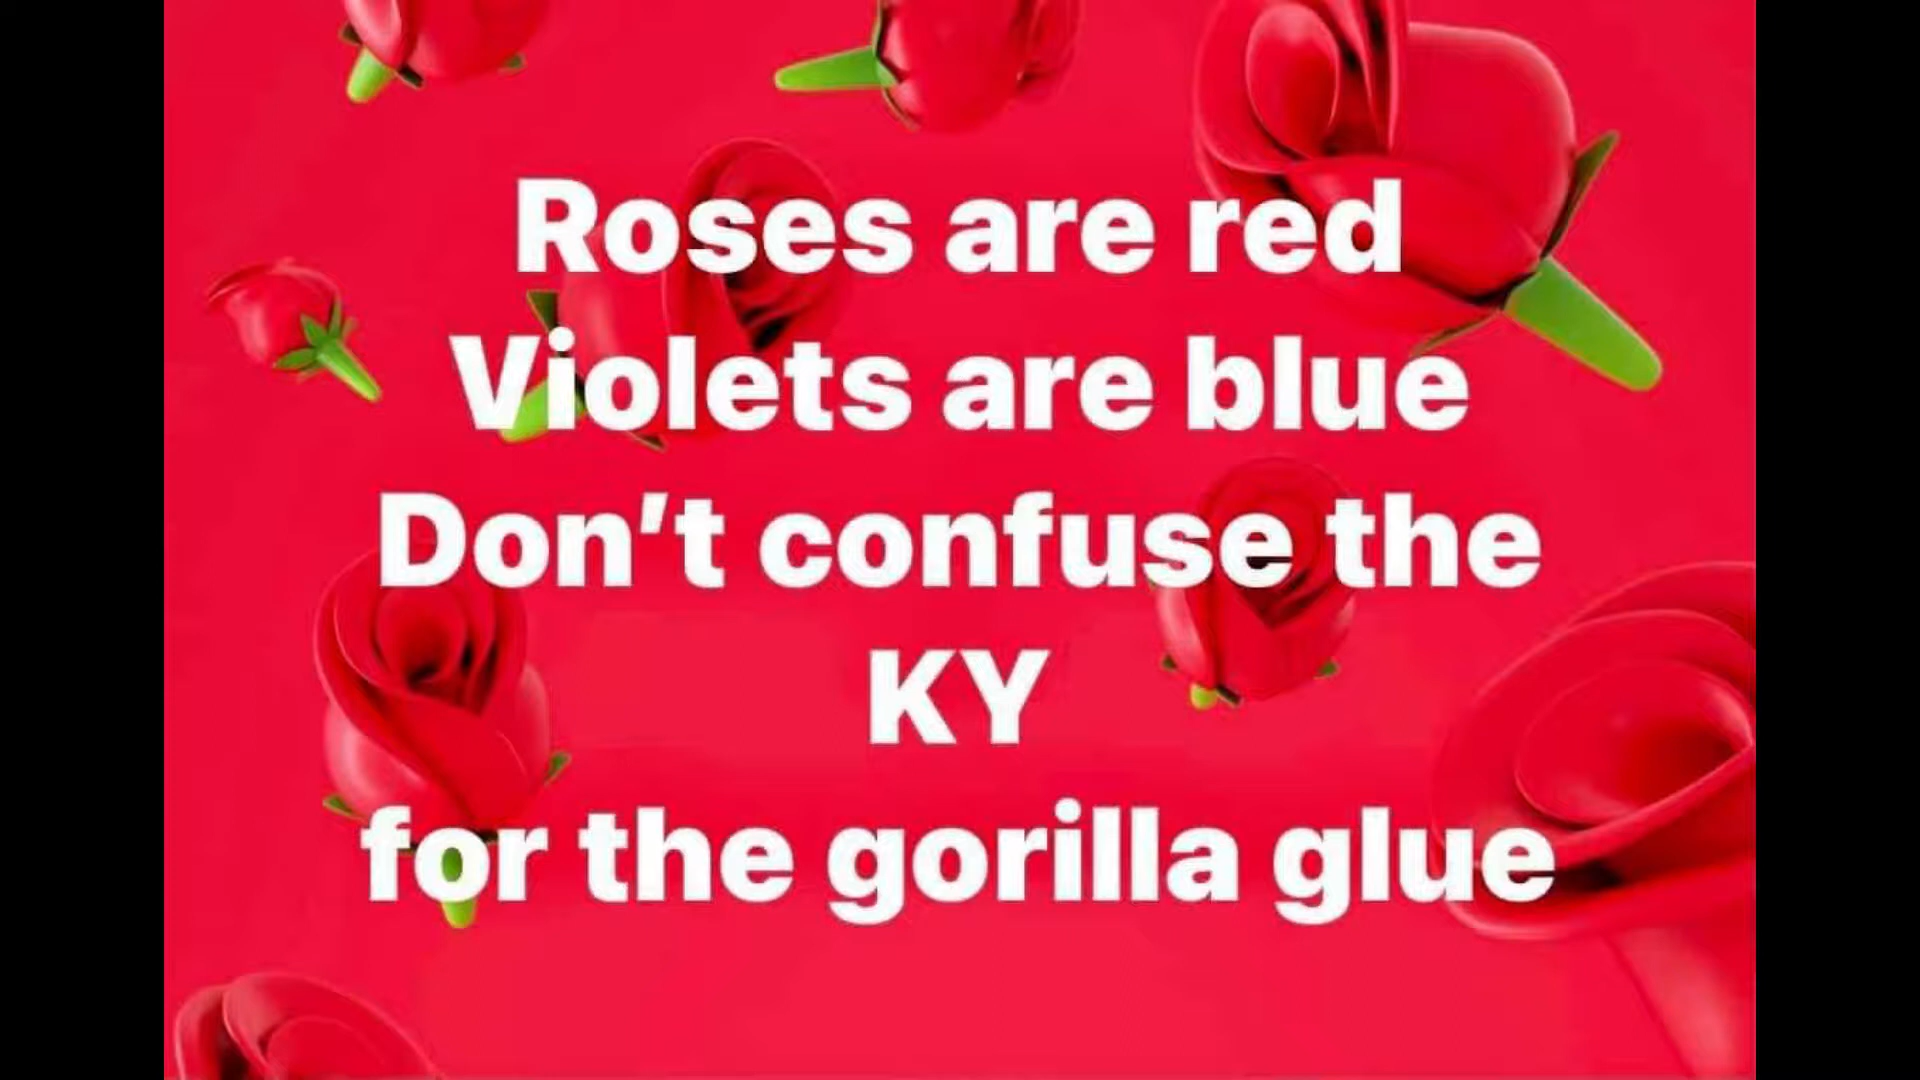 Roses are red
Violets are blue
Don’t confuse the
KY
for the gorilla glue